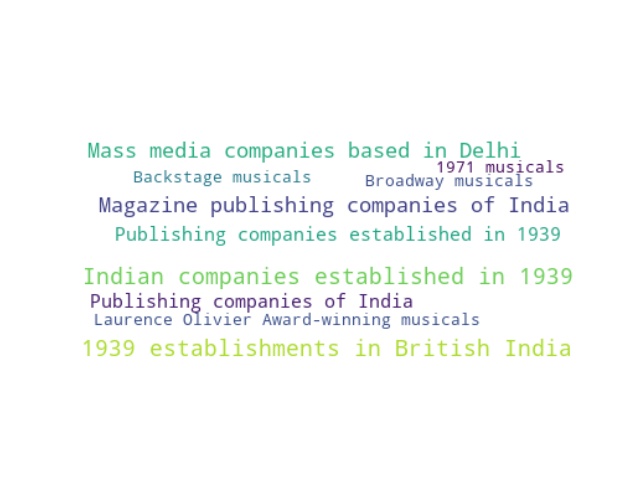 Mass media companies based in Delhi
1971 musicals
Backstage musicals
Broadway musicals
Magazine publishing companies of India
Publishing companies established in 1939
Indian companies established in 1939
Publishing companies of India
Laurence Olivier Award-winning musicals
1939 establishments in British India